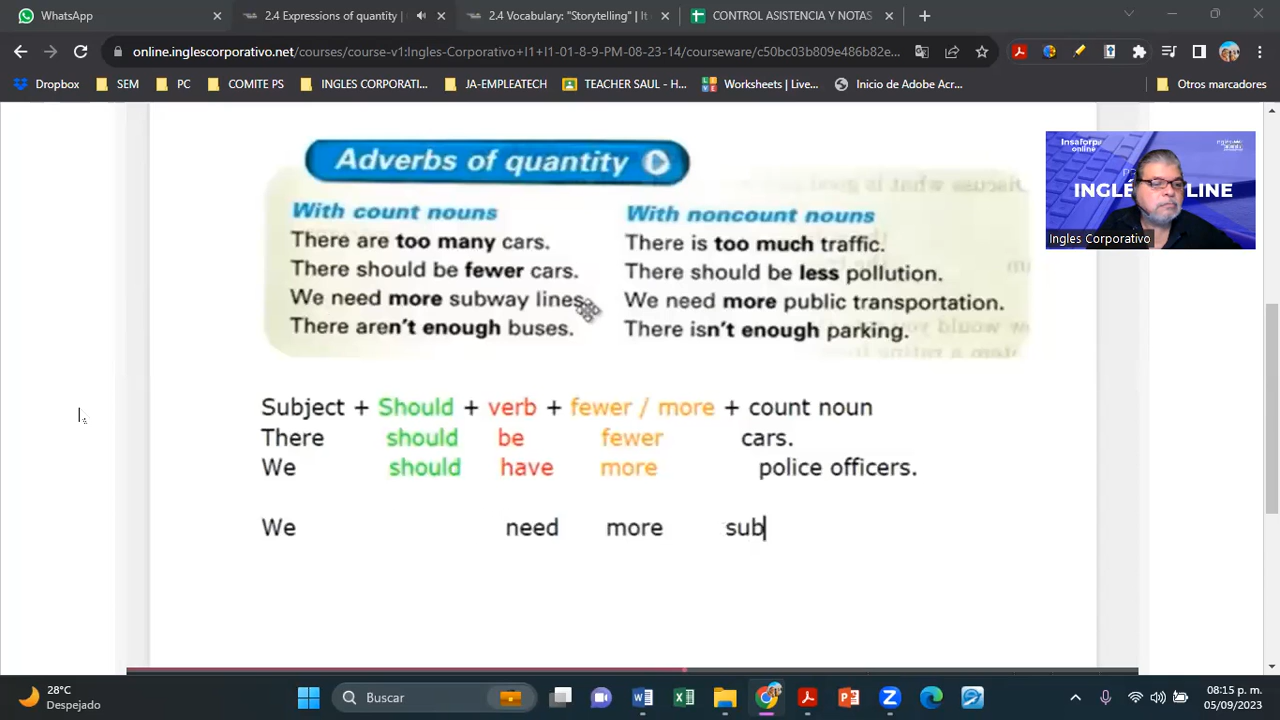 WhatsApp
2.4 Expressions of quantity |
2.4 Vocabulary: "Storytelling" | It
CONTROL ASISTENCIA Y NOTAS
online.inglescorporativo.net/courses/course-v1:Ingles-Corporativo+I1+I1-01-8-9-PM-08-23-14/courseware/c50bc03b809e486b82e...
Dropbox
SEM
PC
COMITE PS
INGLES CORPORATI...
JA-EMPLEATECH
TEACHER SAUL - H...
Worksheets | Live...
Inicio de Adobe Acr...
Otros marcadores
Adverbs of quantity
With count nouns
There are too many cars.
There should be fewer cars.
We need more subway lines.
There aren't enough buses.
With noncount nouns
There is too much traffic.
There should be less pollution.
We need more public transportation.
There isn't enough parking.
Insaforp
online
INGLÉ
LINE
Ingles Corporativo
Subject + Should + verb + fewer / more + count noun
There should be fewer cars.
We should have more police officers.
We need more sub
28°C
Despejado
Buscar
08:15 p. m.
05/09/2023